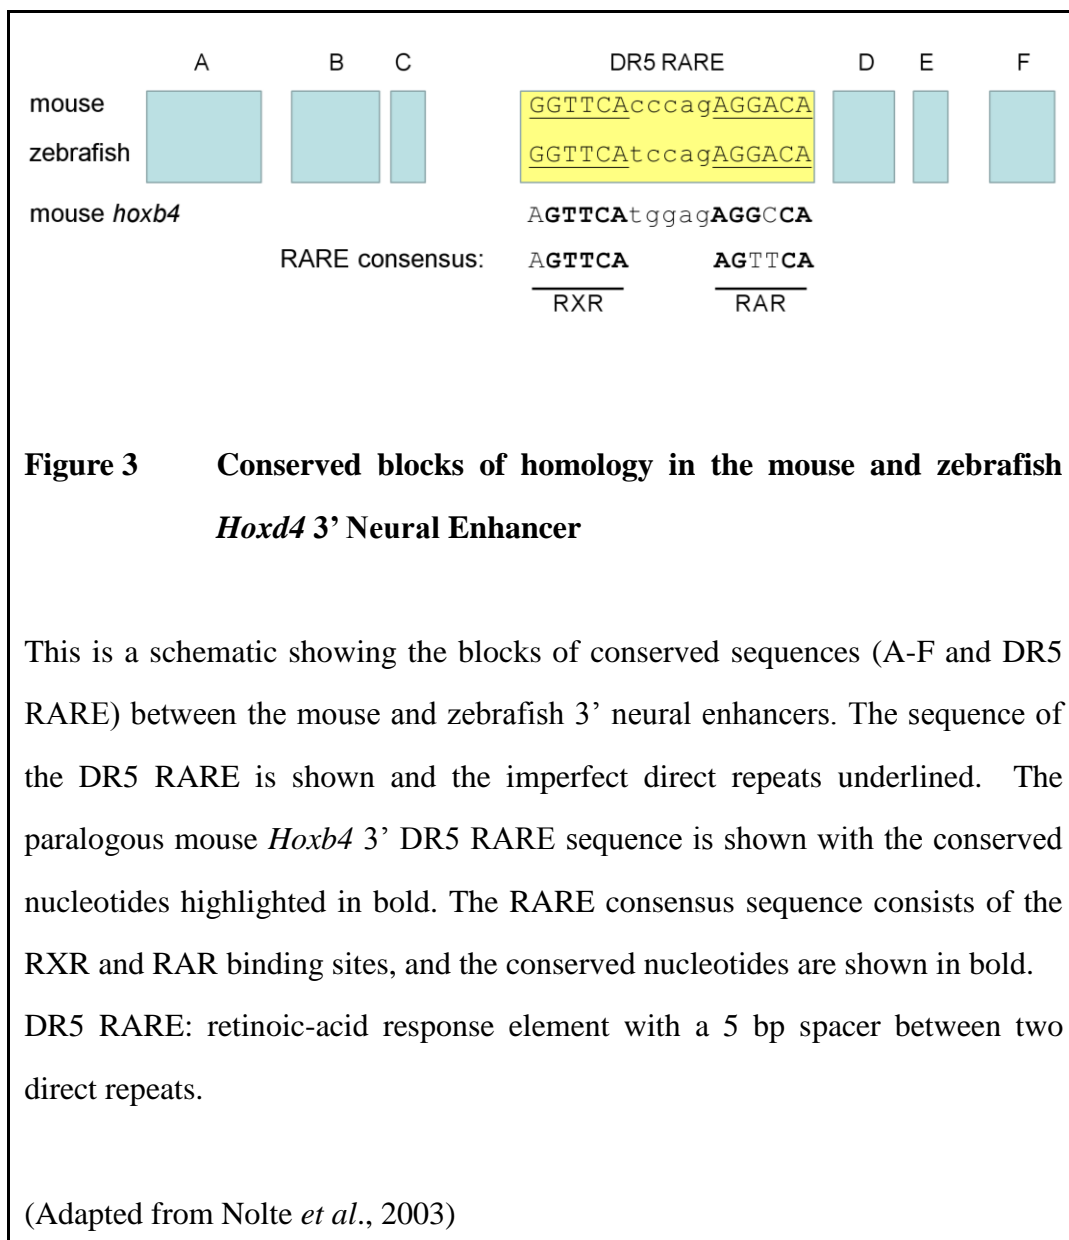 A B C DR5 RARE D E F
mouse GGTTCAcccagAGGACA
zebrafish GGTTCAtccagAGGACA
mouse hoxb4 AGTTCAtggagAGGCCA
RARE consensus: AGTTCA AGTTCA
RXR RAR
Figure 3 Conserved blocks of homology in the mouse and zebrafish
Hoxd4 3’ Neural Enhancer
This is a schematic showing the blocks of conserved sequences (A-F and DR5
RARE) between the mouse and zebrafish 3’ neural enhancers. The sequence of
the DR5 RARE is shown and the imperfect direct repeats underlined. The
paralogous mouse Hoxb4 3’ DR5 RARE sequence is shown with the conserved
nucleotides highlighted in bold. The RARE consensus sequence consists of the
RXR and RAR binding sites, and the conserved nucleotides are shown in bold.
DR5 RARE: retinoic-acid response element with a 5 bp spacer between two
direct repeats.
(Adapted from Nolte et al., 2003)